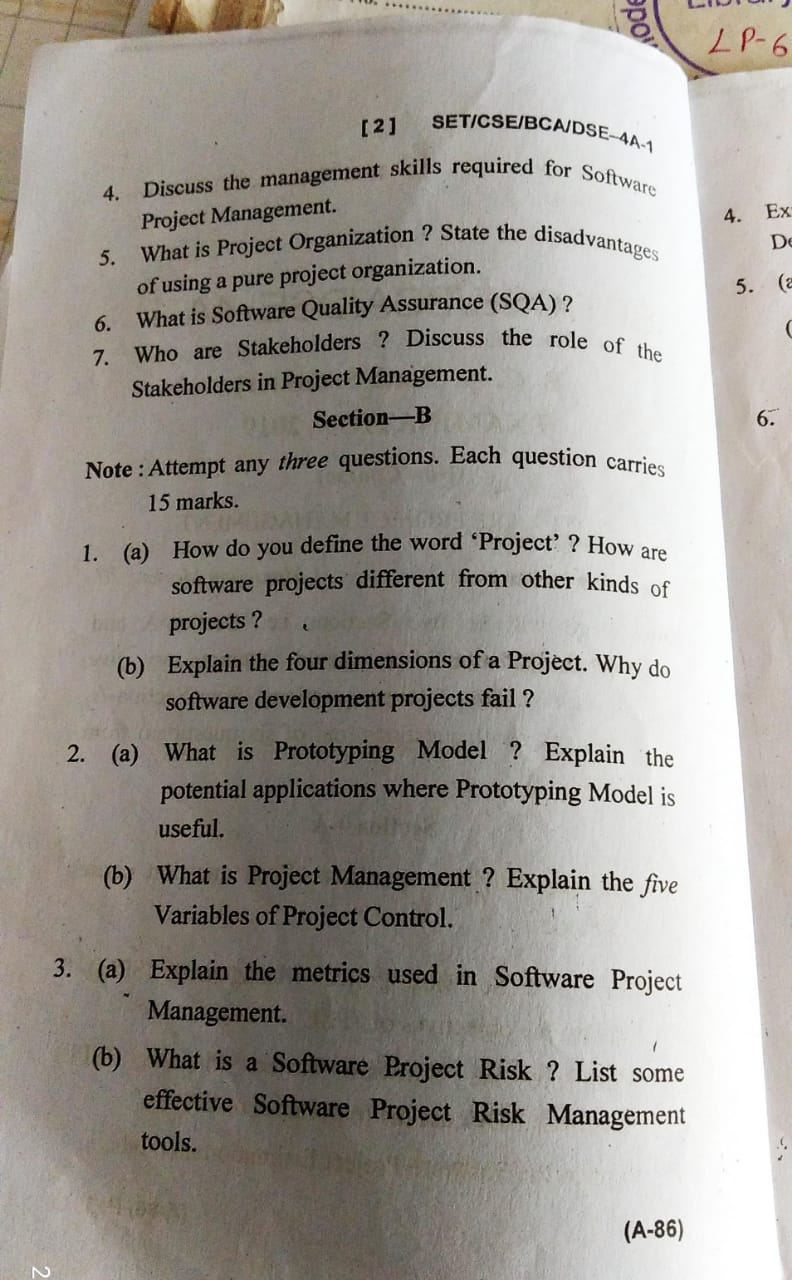 LP-6
[ 2 ] SET/CSE/BCA/DSE–4A-1
4. Discuss the management skills required for Software
Project Management.
5. What is Project Organization ? State the disadvantages
of using a pure project organization.
6. What is Software Quality Assurance (SQA) ?
7. Who are Stakeholders ? Discuss the role of the
Stakeholders in Project Management.
Section—B
Note : Attempt any three questions. Each question carries
15 marks.
1. (a) How do you define the word ‘Project’ ? How are
software projects different from other kinds of
projects ?
(b) Explain the four dimensions of a Project. Why do
software development projects fail ?
2. (a) What is Prototyping Model ? Explain the
potential applications where Prototyping Model is
useful.
(b) What is Project Management ? Explain the five
Variables of Project Control.
3. (a) Explain the metrics used in Software Project
Management.
(b) What is a Software Project Risk ? List some
effective Software Project Risk Management
tools.
(A-86)
2
4.
5.
6.